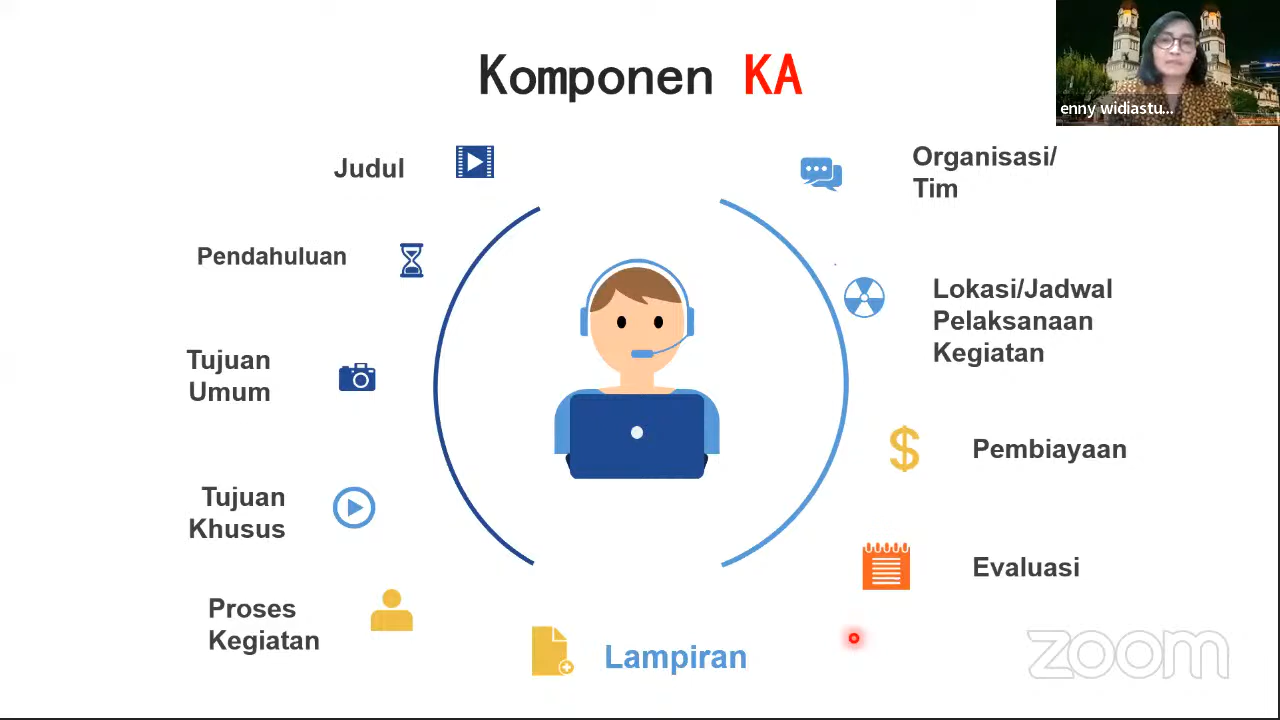 Komponen KA
enny widiastu...
Judul
Pendahuluan
Tujuan
Umum
Tujuan
Khusus
Proses
Kegiatan
Lampiran
Organisasi/
Tim
Lokasi/Jadwal
Pelaksanaan
Kegiatan
Pembiayaan
Evaluasi
zoom